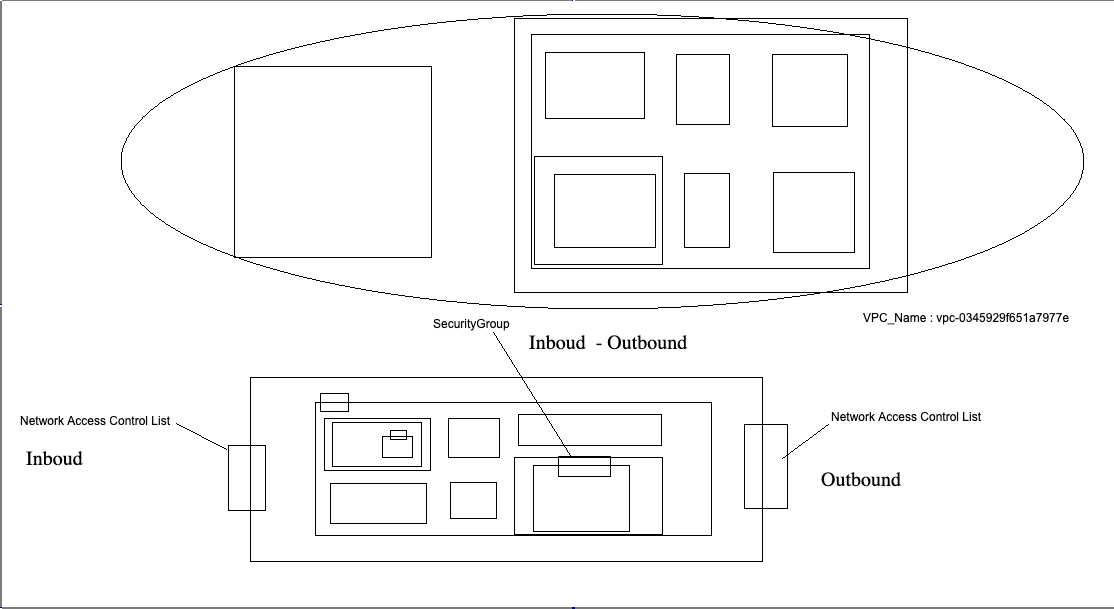 VPC_Name : vpc-0345929f651a7977e
SecurityGroup
Inboud - Outbound
Network Access Control List
Network Access Control List
Inboud
Outbound